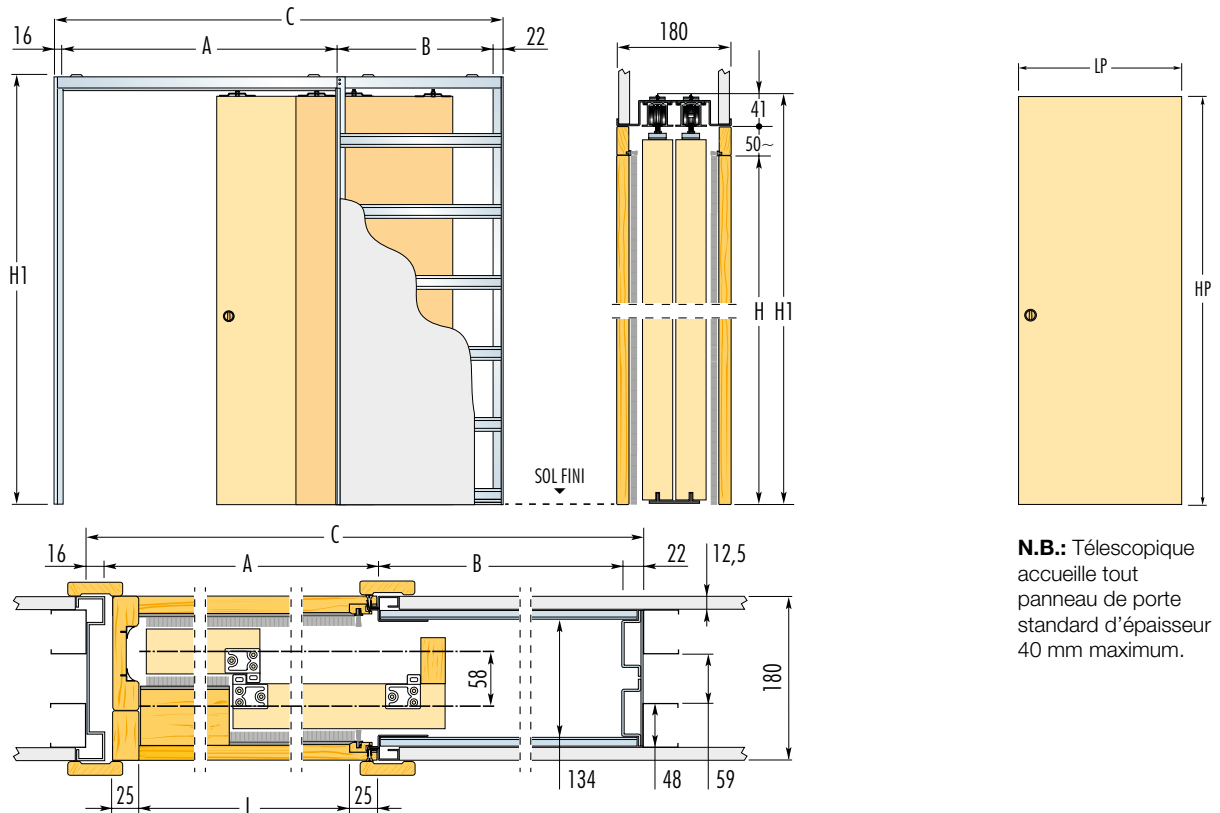 C
16
A
B
22
H1
SOL FINI
180
41
50~
H
H1
LP
HP
C
16
A
B
22
12,5
58
180
25
25
134
48
59
N.B.: Télescopique
accueille tout
panneau de porte
standard d'épaisseur
40 mm maximum.